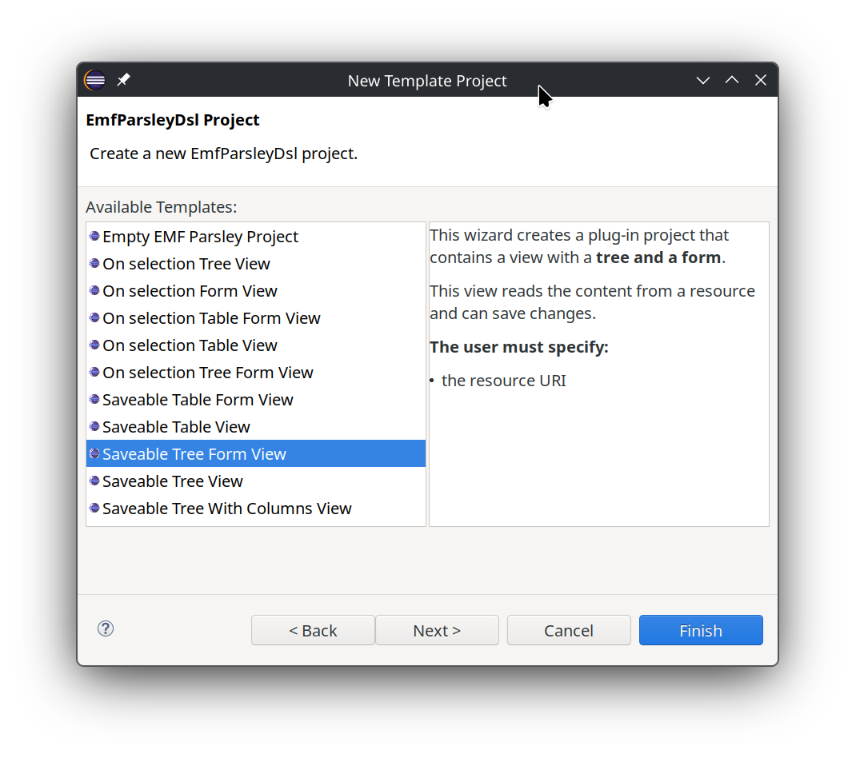 New Template Project
EmfParsleyDsl Project
Create a new EmfParsleyDsl project.
Available Templates:
Empty EMF Parsley Project
On selection Tree View
On selection Form View
On selection Table Form View
On selection Table View
On selection Tree Form View
Saveable Table Form View
Saveable Table View
Saveable Tree Form View
Saveable Tree View
Saveable Tree With Columns View
This wizard creates a plug-in project that
contains a view with a tree and a form.
This view reads the content from a resource
and can save changes.
The user must specify:
• the resource URI
?
< Back
Next >
Cancel
Finish